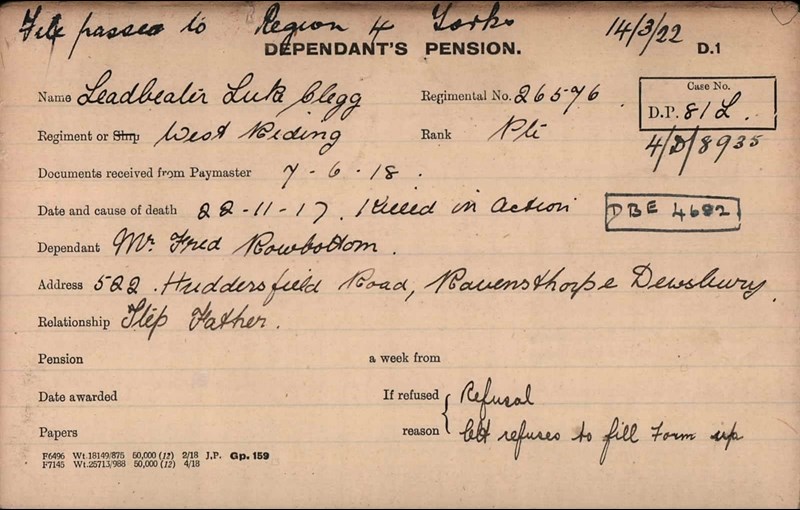 File passed to Region 4 Yorks 14/3/22
DEPENDANT'S PENSION. D.1
Name Leadbeater Luke Clegg Regimental No. 26576. Case No.
D.P. 81 L.
Regiment or Ship West Riding Rank Pte 4/D/8935
Documents received from Paymaster 7-6-18.
Date and cause of death 22-11-17. Killed in action DBE 4682
Dependant Mr. Fred Rowbottom.
Address 522 Huddersfield Road, Ravensthorpe Dewsbury.
Relationship Step Father.
Pension a week from
Date awarded If refused Refusal
Papers reason Clt refuses to fill Form up
F6496 Wt.18149/875 50,000 (12) 2/18 J.P. Gp. 159
F7145 Wt.25713/988 50,000 (12) 4/18